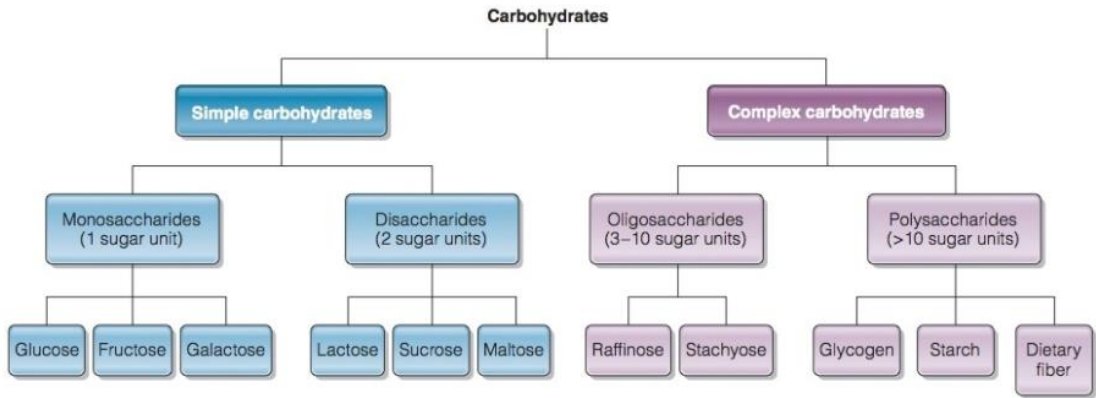 Carbohydrates
Simple carbohydrates
Complex carbohydrates
Monosaccharides
(1 sugar unit)
Disaccharides
(2 sugar units)
Oligosaccharides
(3–10 sugar units)
Polysaccharides
(>10 sugar units)
Glucose
Fructose
Galactose
Lactose
Sucrose
Maltose
Raffinose
Stachyose
Glycogen
Starch
Dietary
fiber